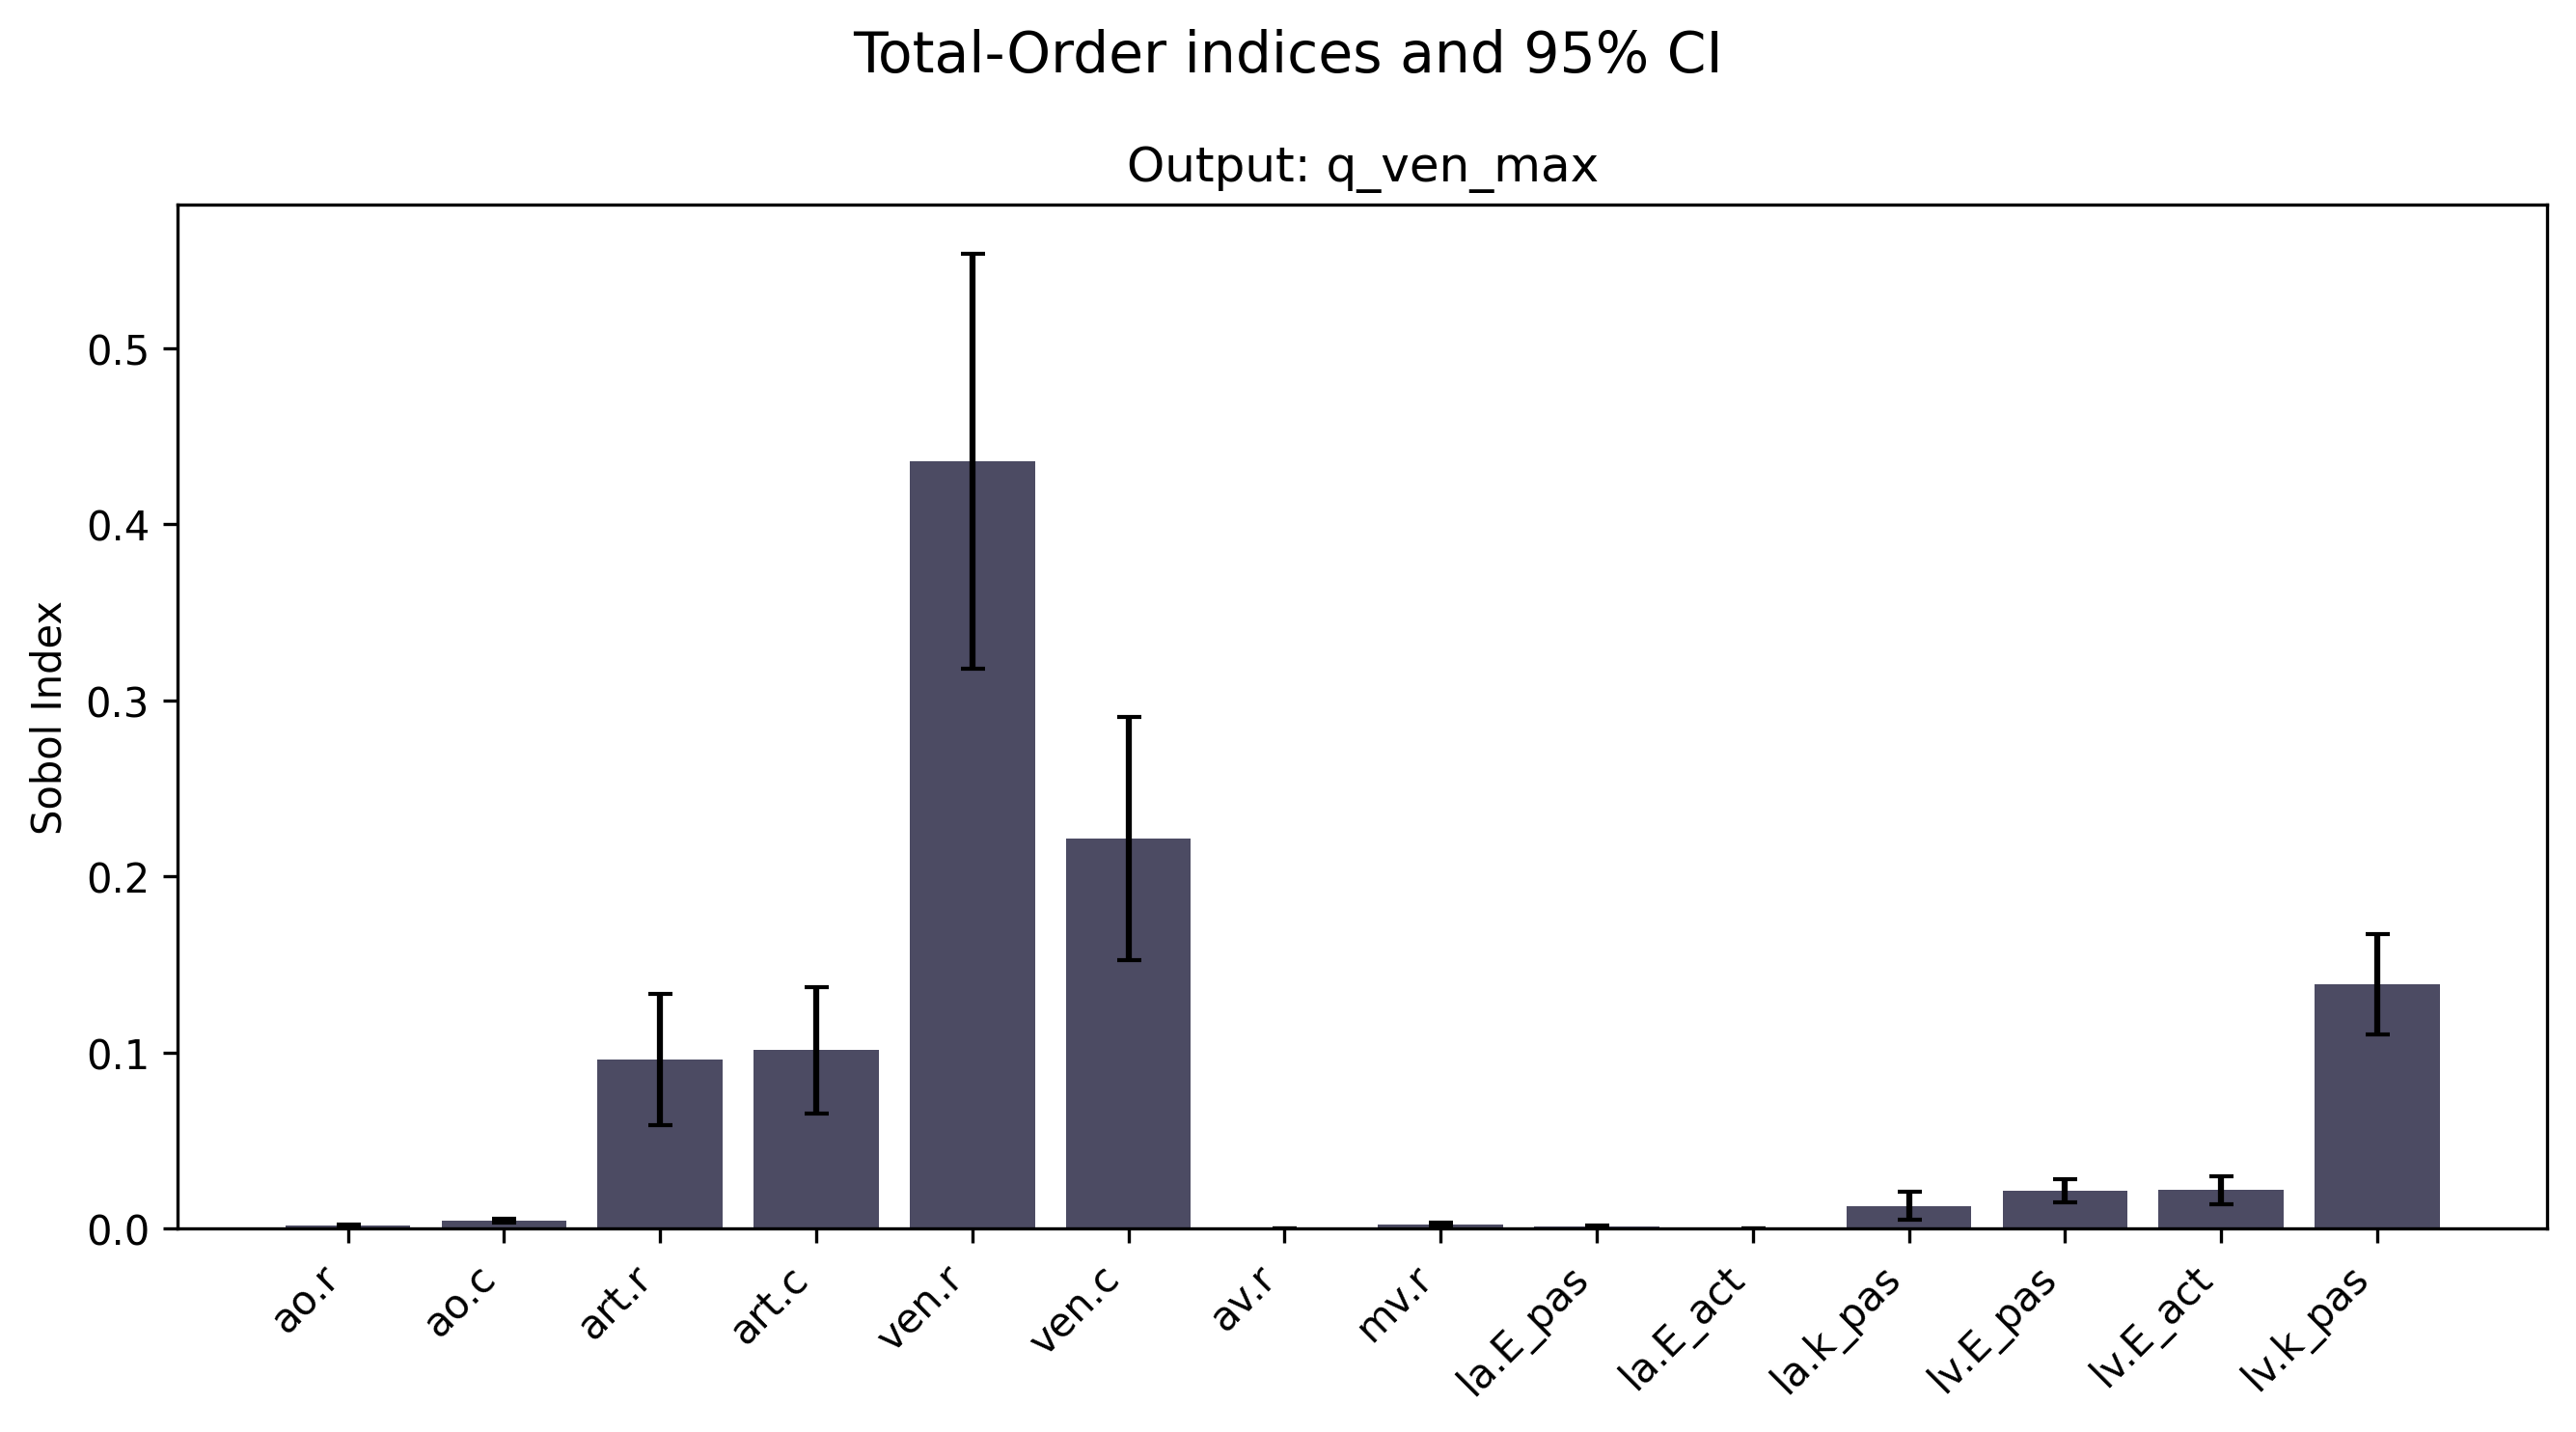 Total-Order indices and 95% CI
Output: q_ven_max
Sobol Index
0.5
0.4
0.3
0.2
0.1
0.0
ao.r
ao.c
art.r
art.c
ven.r
ven.c
av.r
mv.r
la.E_pas
la.E_act
la.k_pas
lv.E_pas
lv.E_act
lv.k_pas